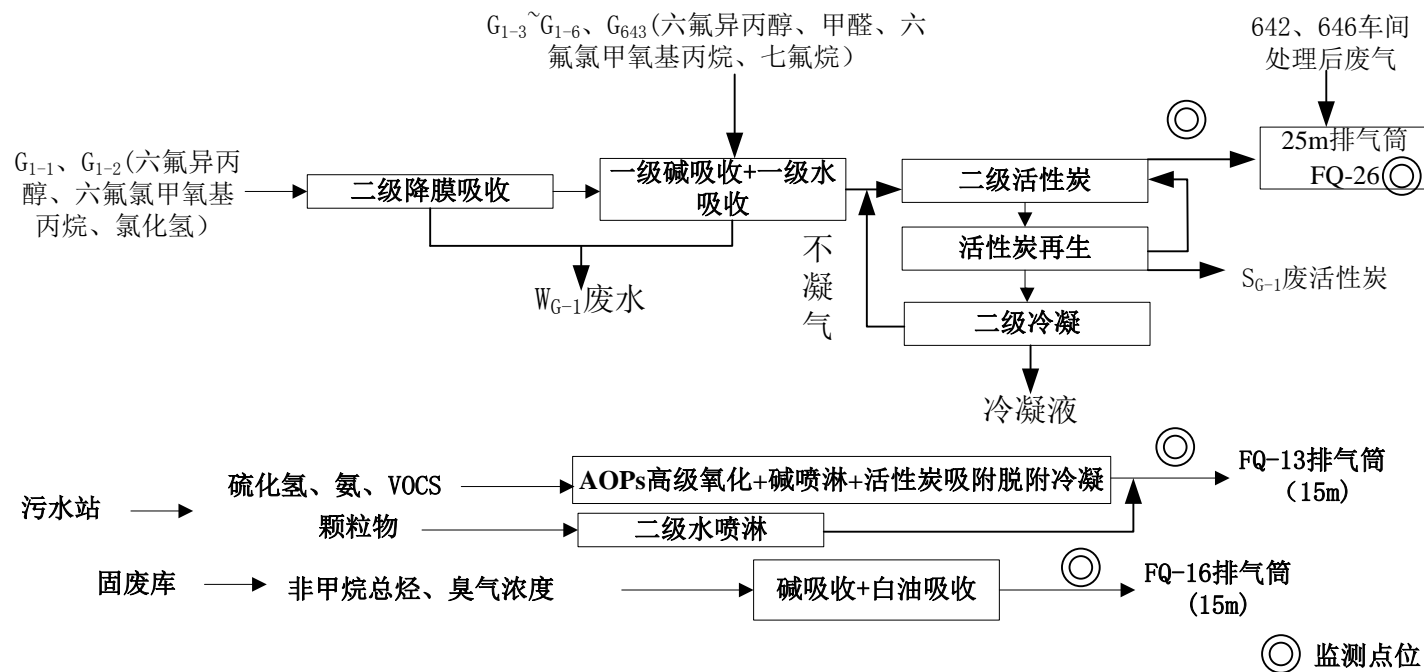 G₁₋₃~G₁₋₆、G₆₄₃(六氟异丙醇、甲醛、六
氟氯甲氧基丙烷、七氟烷）
642、646车间
处理后废气
G₁₋₁、G₁₋₂(六氟异丙
醇、六氟氯甲氧基
丙烷、氯化氢）
二级降膜吸收
一级碱吸收+一级水
吸收
二级活性炭
25m排气筒
FQ-26
活性炭再生
不
凝
气
W_G₋₁废水
S_G₋₁废活性炭
二级冷凝
冷凝液
污水站
硫化氢、氨、VOCS
AOPs高级氧化+碱喷淋+活性炭吸附脱附冷凝
FQ-13排气筒
（15m)
颗粒物
二级水喷淋
固废库
非甲烷总烃、臭气浓度
碱吸收+白油吸收
FQ-16排气筒
(15m)
监测点位